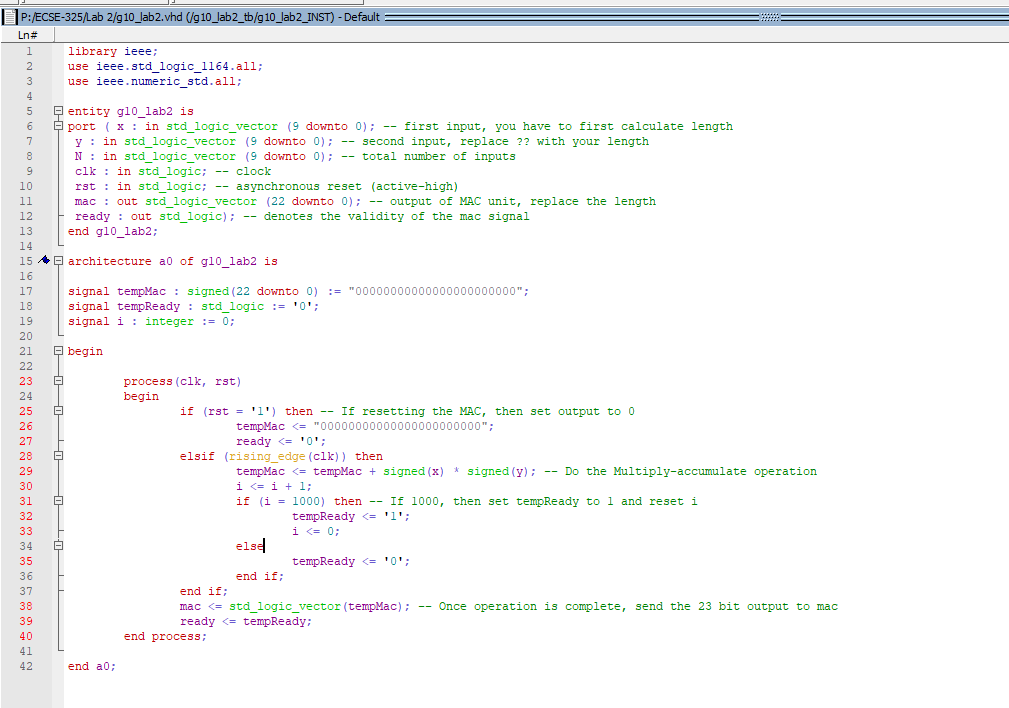 P:/ECSE-325/Lab 2/g10_lab2.vhd (/g10_lab2_tb/g10_lab2_INST) - Default
Ln#
1 library ieee;
2 use ieee.std_logic_1164.all;
3 use ieee.numeric_std.all;
4
5 entity g10_lab2 is
6 port ( x : in std_logic_vector (9 downto 0); -- first input, you have to first calculate length
7 y : in std_logic_vector (9 downto 0); -- second input, replace ?? with your length
8 N : in std_logic_vector (9 downto 0); -- total number of inputs
9 clk : in std_logic; -- clock
10 rst : in std_logic; -- asynchronous reset (active-high)
11 mac : out std_logic_vector (22 downto 0); -- output of MAC unit, replace the length
12 ready : out std_logic); -- denotes the validity of the mac signal
13 end g10_lab2;
14
15 architecture a0 of g10_lab2 is
16
17 signal tempMac : signed(22 downto 0) := "00000000000000000000000";
18 signal tempReady : std_logic := '0';
19 signal i : integer := 0;
20
21 begin
22
23 process(clk, rst)
24 begin
25 if (rst = '1') then -- If resetting the MAC, then set output to 0
26 tempMac <= "00000000000000000000000";
27 ready <= '0';
28 elsif (rising_edge(clk)) then
29 tempMac <= tempMac + signed(x) * signed(y); -- Do the Multiply-accumulate operation
30 i <= i + 1;
31 if (i = 1000) then -- If 1000, then set tempReady to 1 and reset i
32 tempReady <= '1';
33 i <= 0;
34 else
35 tempReady <= '0';
36 end if;
37 end if;
38 mac <= std_logic_vector(tempMac); -- Once operation is complete, send the 23 bit output to mac
39 ready <= tempReady;
40 end process;
41
42 end a0;